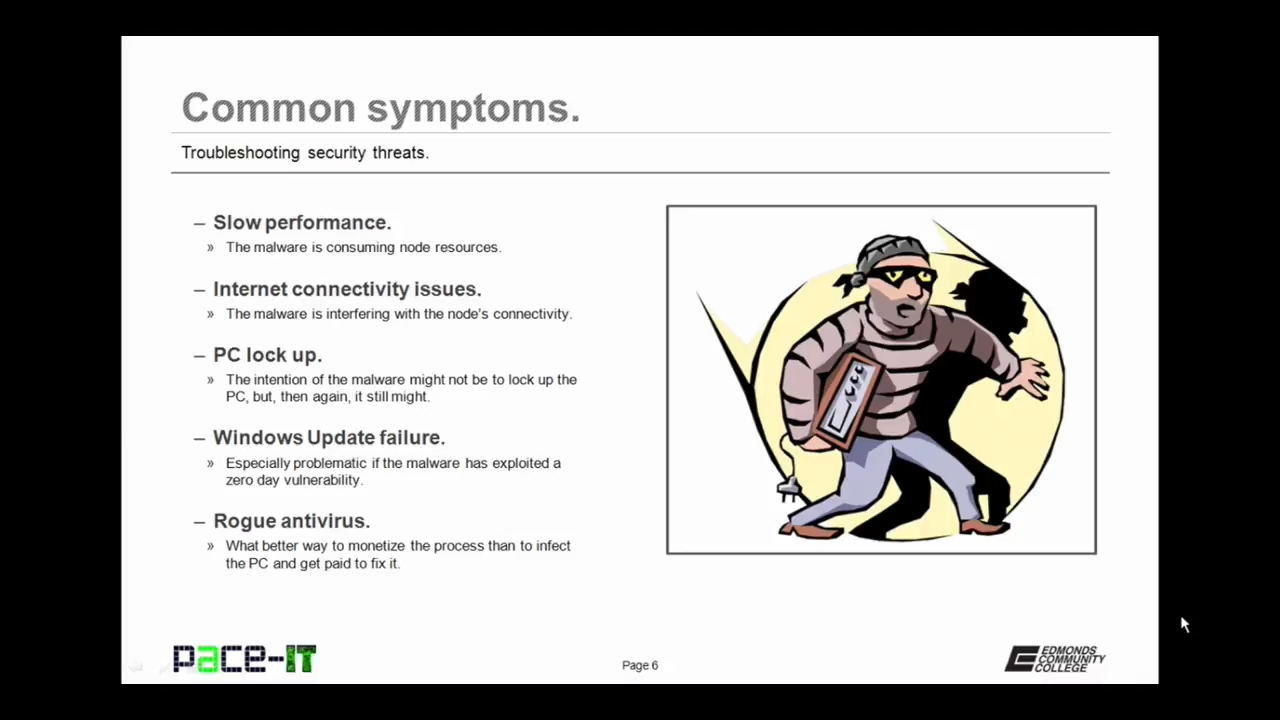 Common symptoms.
Troubleshooting security threats.
– Slow performance.
» The malware is consuming node resources.
– Internet connectivity issues.
» The malware is interfering with the node's connectivity.
– PC lock up.
» The intention of the malware might not be to lock up the
PC, but, then again, it still might.
– Windows Update failure.
» Especially problematic if the malware has exploited a
zero day vulnerability.
– Rogue antivirus.
» What better way to monetize the process than to infect
the PC and get paid to fix it.
pace-IT
Page 6
EDMONDS
COMMUNITY
COLLEGE